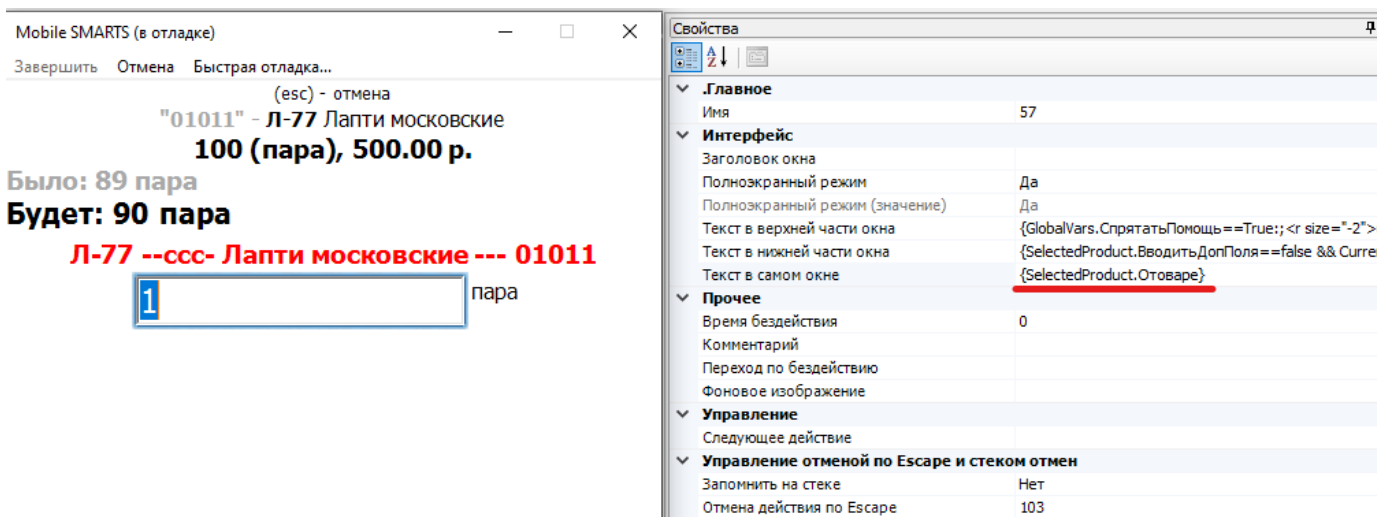 Mobile SMARTS (в отладке)
Завершить Отмена Быстрая отладка...
(esc) - отмена
"01011" - Л-77 Лапти московские
100 (пара), 500.00 р.
Было: 89 пара
Будет: 90 пара
Л-77 --ссс- Лапти московские --- 01011
1 пара
Свойства
.Главное
Имя 57
Интерфейс
Заголовок окна
Полноэкранный режим Да
Полноэкранный режим (значение) Да
Текст в верхней части окна {GlobalVars.СпрятатьПомощь==True:;<r size="-2">
Текст в нижней части окна {SelectedProduct.ВводитьДопПоля==false && Curre
Текст в самом окне {SelectedProduct.Отоваре}
Прочее
Время бездействия 0
Комментарий
Переход по бездействию
Фоновое изображение
Управление
Следующее действие
Управление отменой по Escape и стеком отмен
Запомнить на стеке Нет
Отмена действия по Escape 103